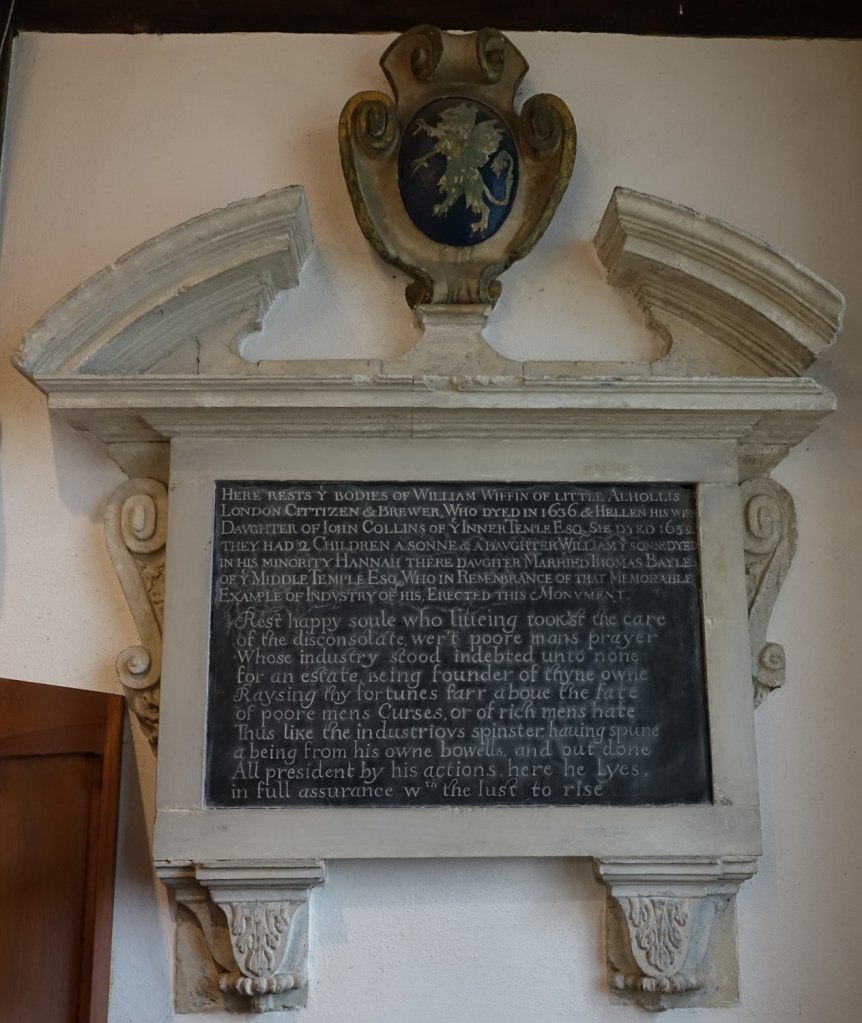 HERE RESTS Yͤ BODIES OF WILLIAM WIFFIN OF LITTLE ALHOLLIS
LONDON CITTIZEN & BREWER, WHO DYED IN 1636. & HELLEN HIS WIFE
DAUGHTER OF IOHN COLLINS OF Yͤ INNER TEMPLE ESQ. SHE DYED 1652
THEY HAD 2 CHILDREN A SONNE & A DAVGHTER WILLIAM Yͤ SONNE DYED
IN HIS MINORITY HANNAH THERE DAVGTER MARRIED THOMAS BAYLE
OF Yͤ MIDDLE TEMPLE ESQ, WHO IN REMEMBRANCE OF THAT MEMORABLE
EXAMPLE OF INDVSTRY OF HIS, ERECTED THIS MONVMENT.
Rest happy soule who liueing took'st the care
of the disconsolate, wer't poore mans prayer
Whose industry stood indebted unto none
for an estate, Being founder of thyne owne
Raysing thy fortunes farr aboue the fate
of poore mens Curses, or of rich mens hate
Thus like the industriovs spinster hauing spune
a being from his owne bowells, and out done
All president by his actions, here he lyes,
in full assurance wᵗʰ the Iust to rise